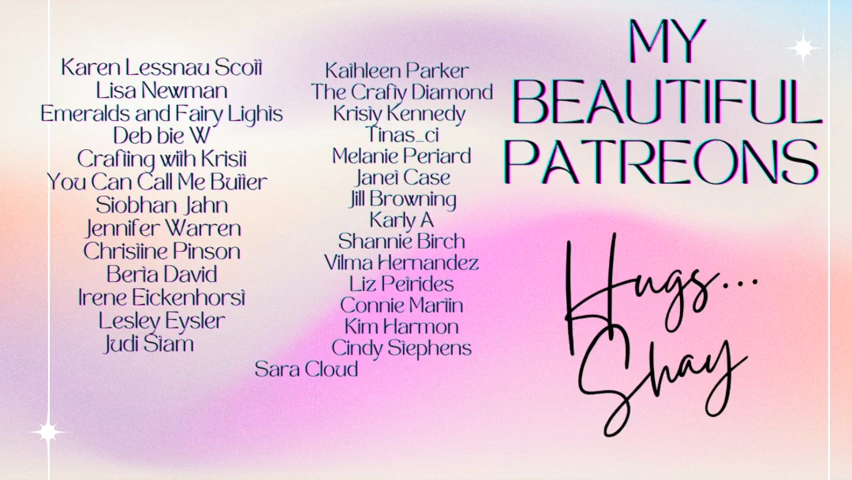 Karen Lessnau Scott
Lisa Newman
Emeralds and Fairy Lights
Deb bie W
Crafting with Kristi
You Can Call Me Butter
Siobhan Jahn
Jennifer Warren
Christine Pinson
Berta David
Irene Eickenhorst
Lesley Eysler
Judi Stam
Kathleen Parker
The Crafty Diamond
Kristy Kennedy
Tinas_ct
Melanie Periard
Janet Case
Jill Browning
Karly A
Shannie Birch
Vilma Hernandez
Liz Petrides
Connie Martin
Kim Harmon
Cindy Stephens
Sara Cloud
MY
BEAUTIFUL
PATREONS
Hugs...
Shay